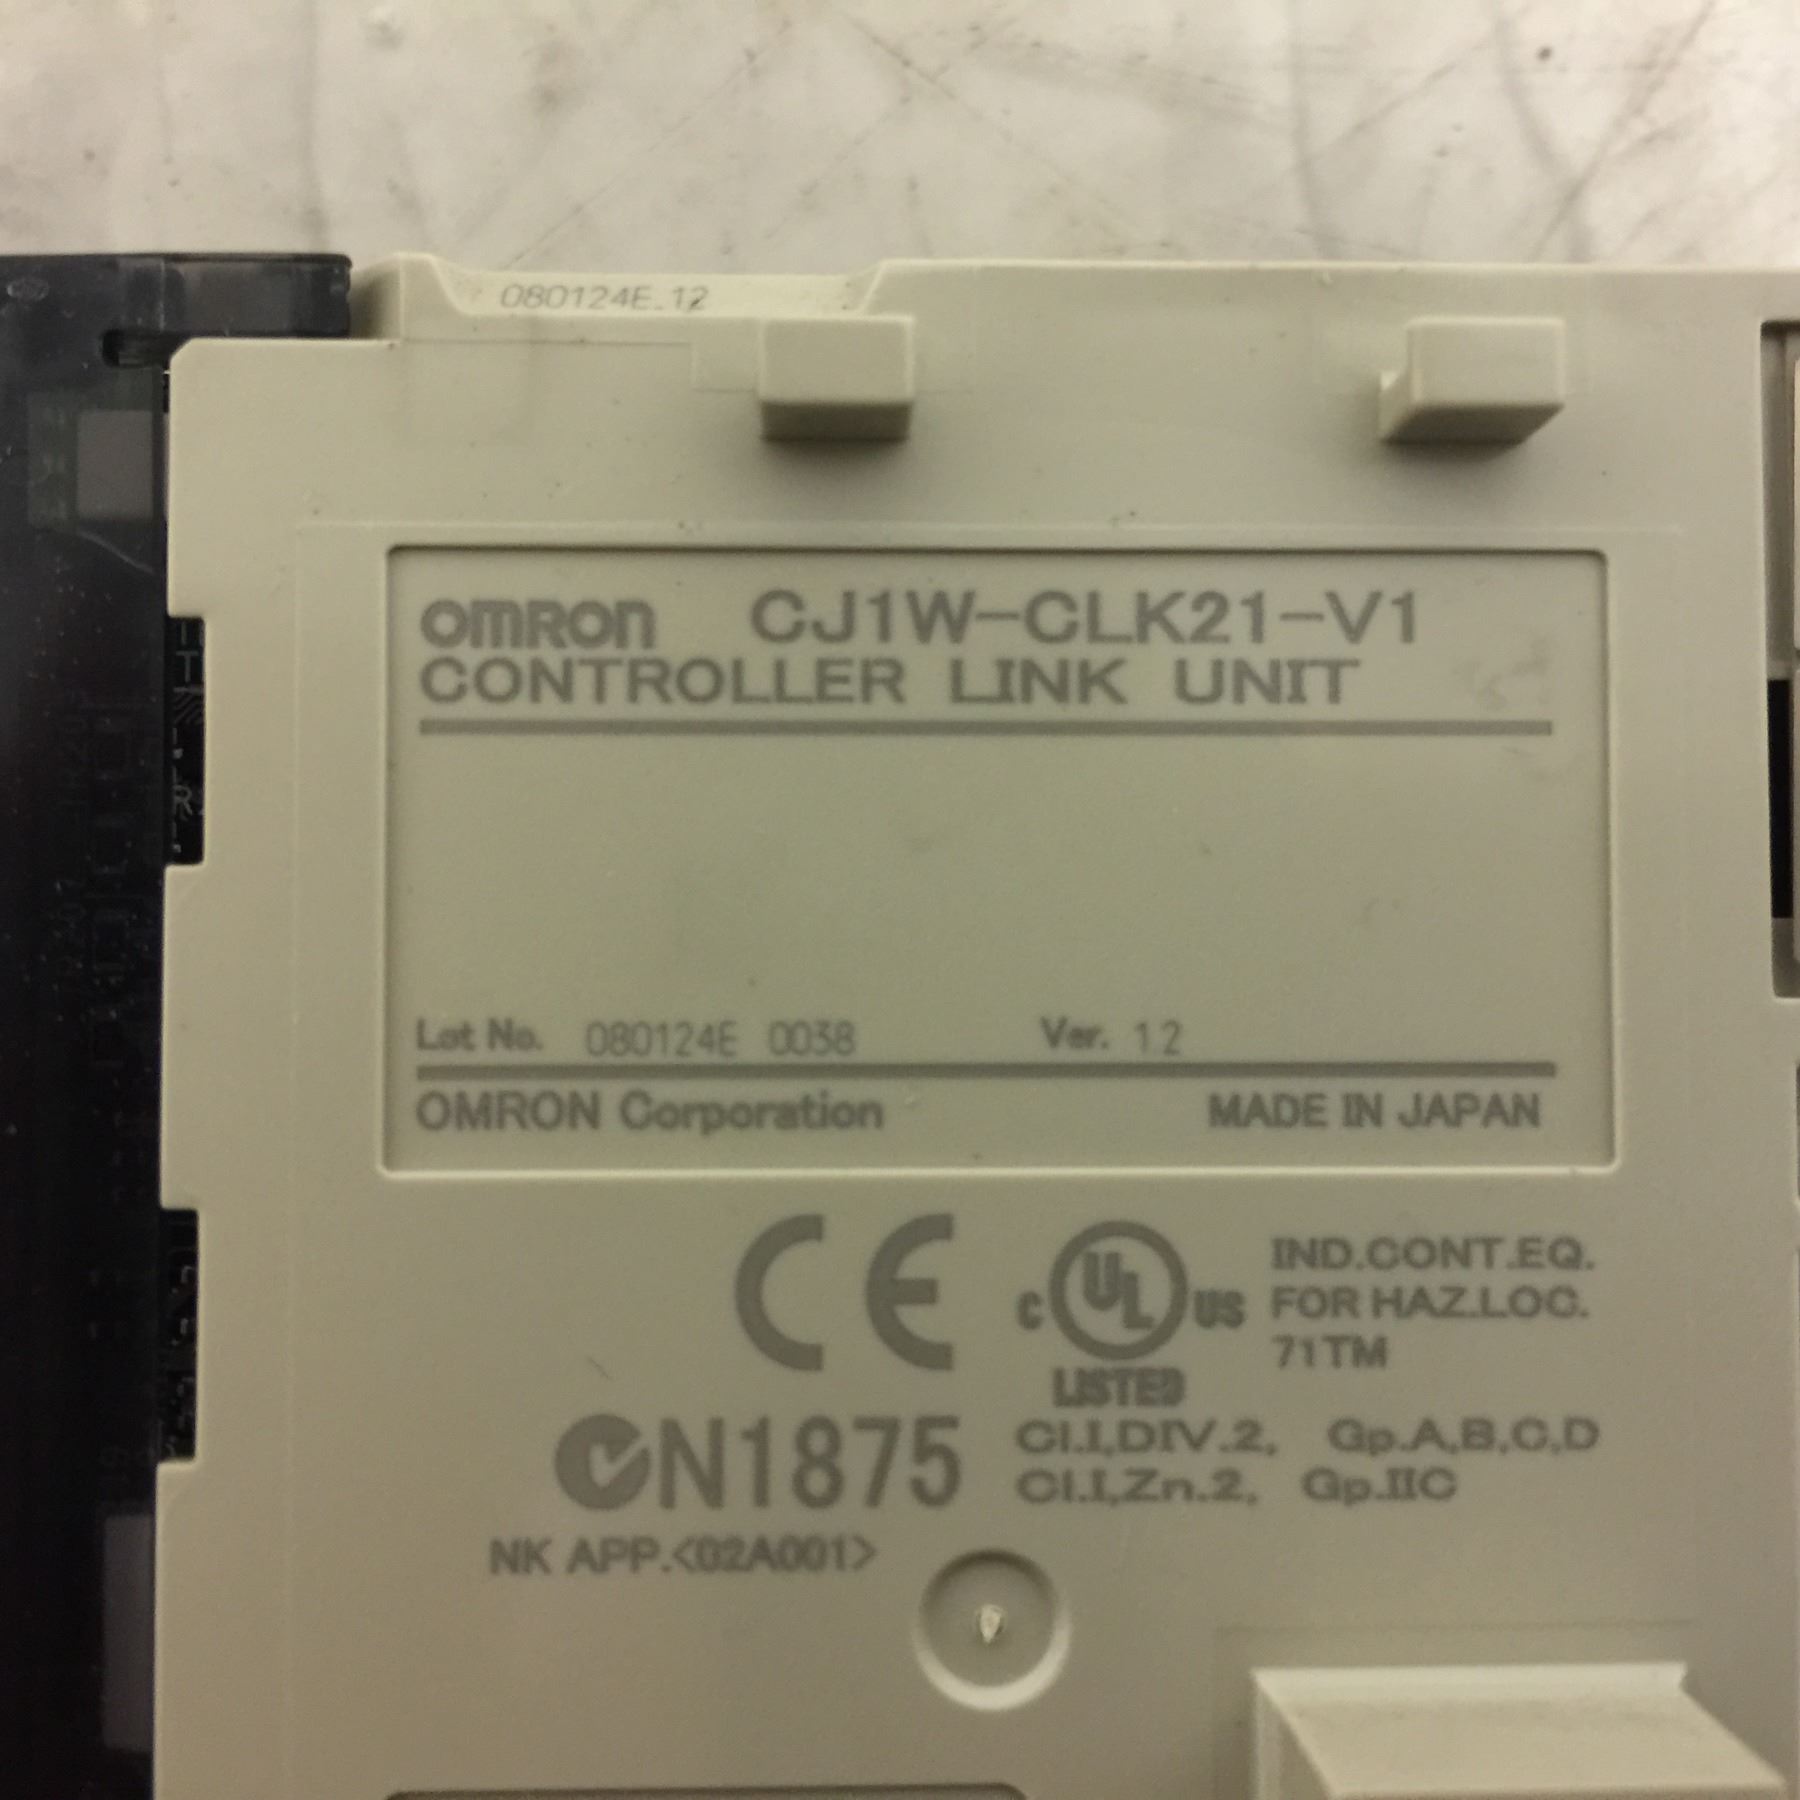 080124E_12
OMRON CJ1W-CLK21-V1
CONTROLLER LINK UNIT
Lot No. 080124E 0038 Ver. 12
OMRON Corporation MADE IN JAPAN
CE
C UL US
LISTED
IND.CONT.EQ.
FOR HAZ.LOC.
71TM
N1875
Cl.I,DIV.2, Gp.A,B,C,D
Cl.I,Zn.2, Gp.IIC
NK APP.<02A001>